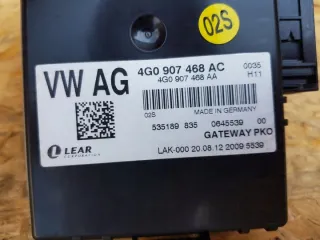 02S
VW AG
4G0 907 468 AC
4G0 907 468 AA
0035
H11
02S
MADE IN GERMANY
535189 835
0645539
00
GATEWAY PKO
LEAR
CORPORATION
LAK-000 20.08.12 2009 5539